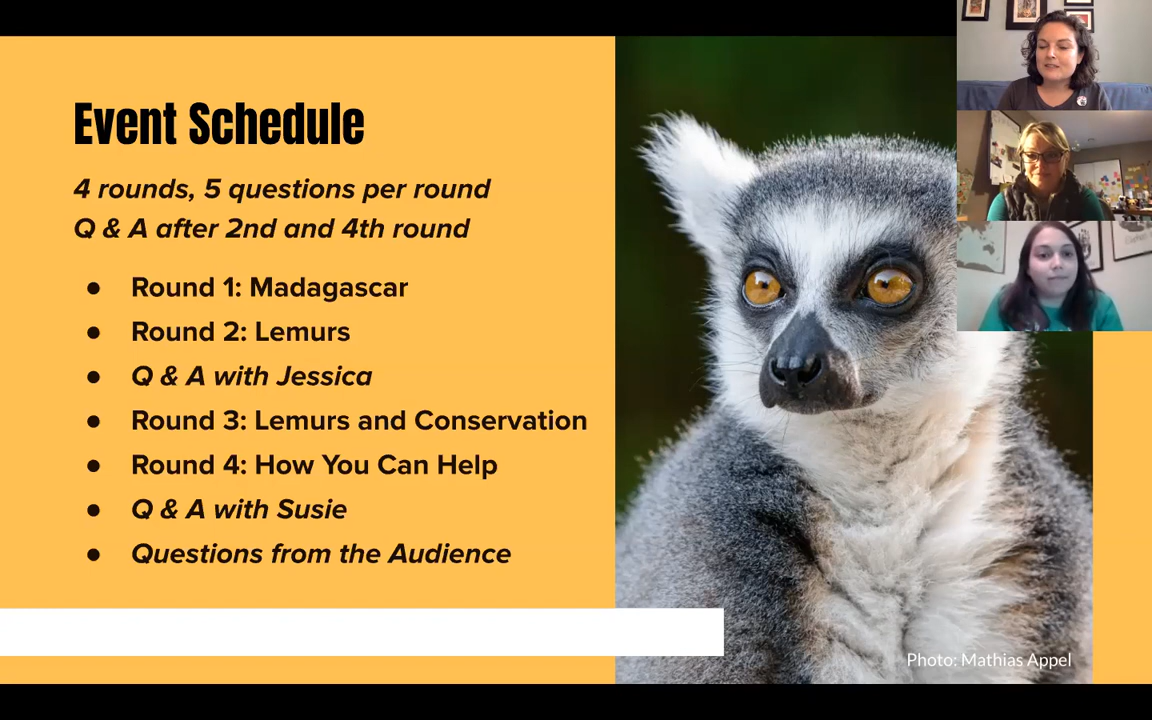 Event Schedule
4 rounds, 5 questions per round
Q & A after 2nd and 4th round
● Round 1: Madagascar
● Round 2: Lemurs
● Q & A with Jessica
● Round 3: Lemurs and Conservation
● Round 4: How You Can Help
● Q & A with Susie
● Questions from the Audience
Photo: Mathias Appel